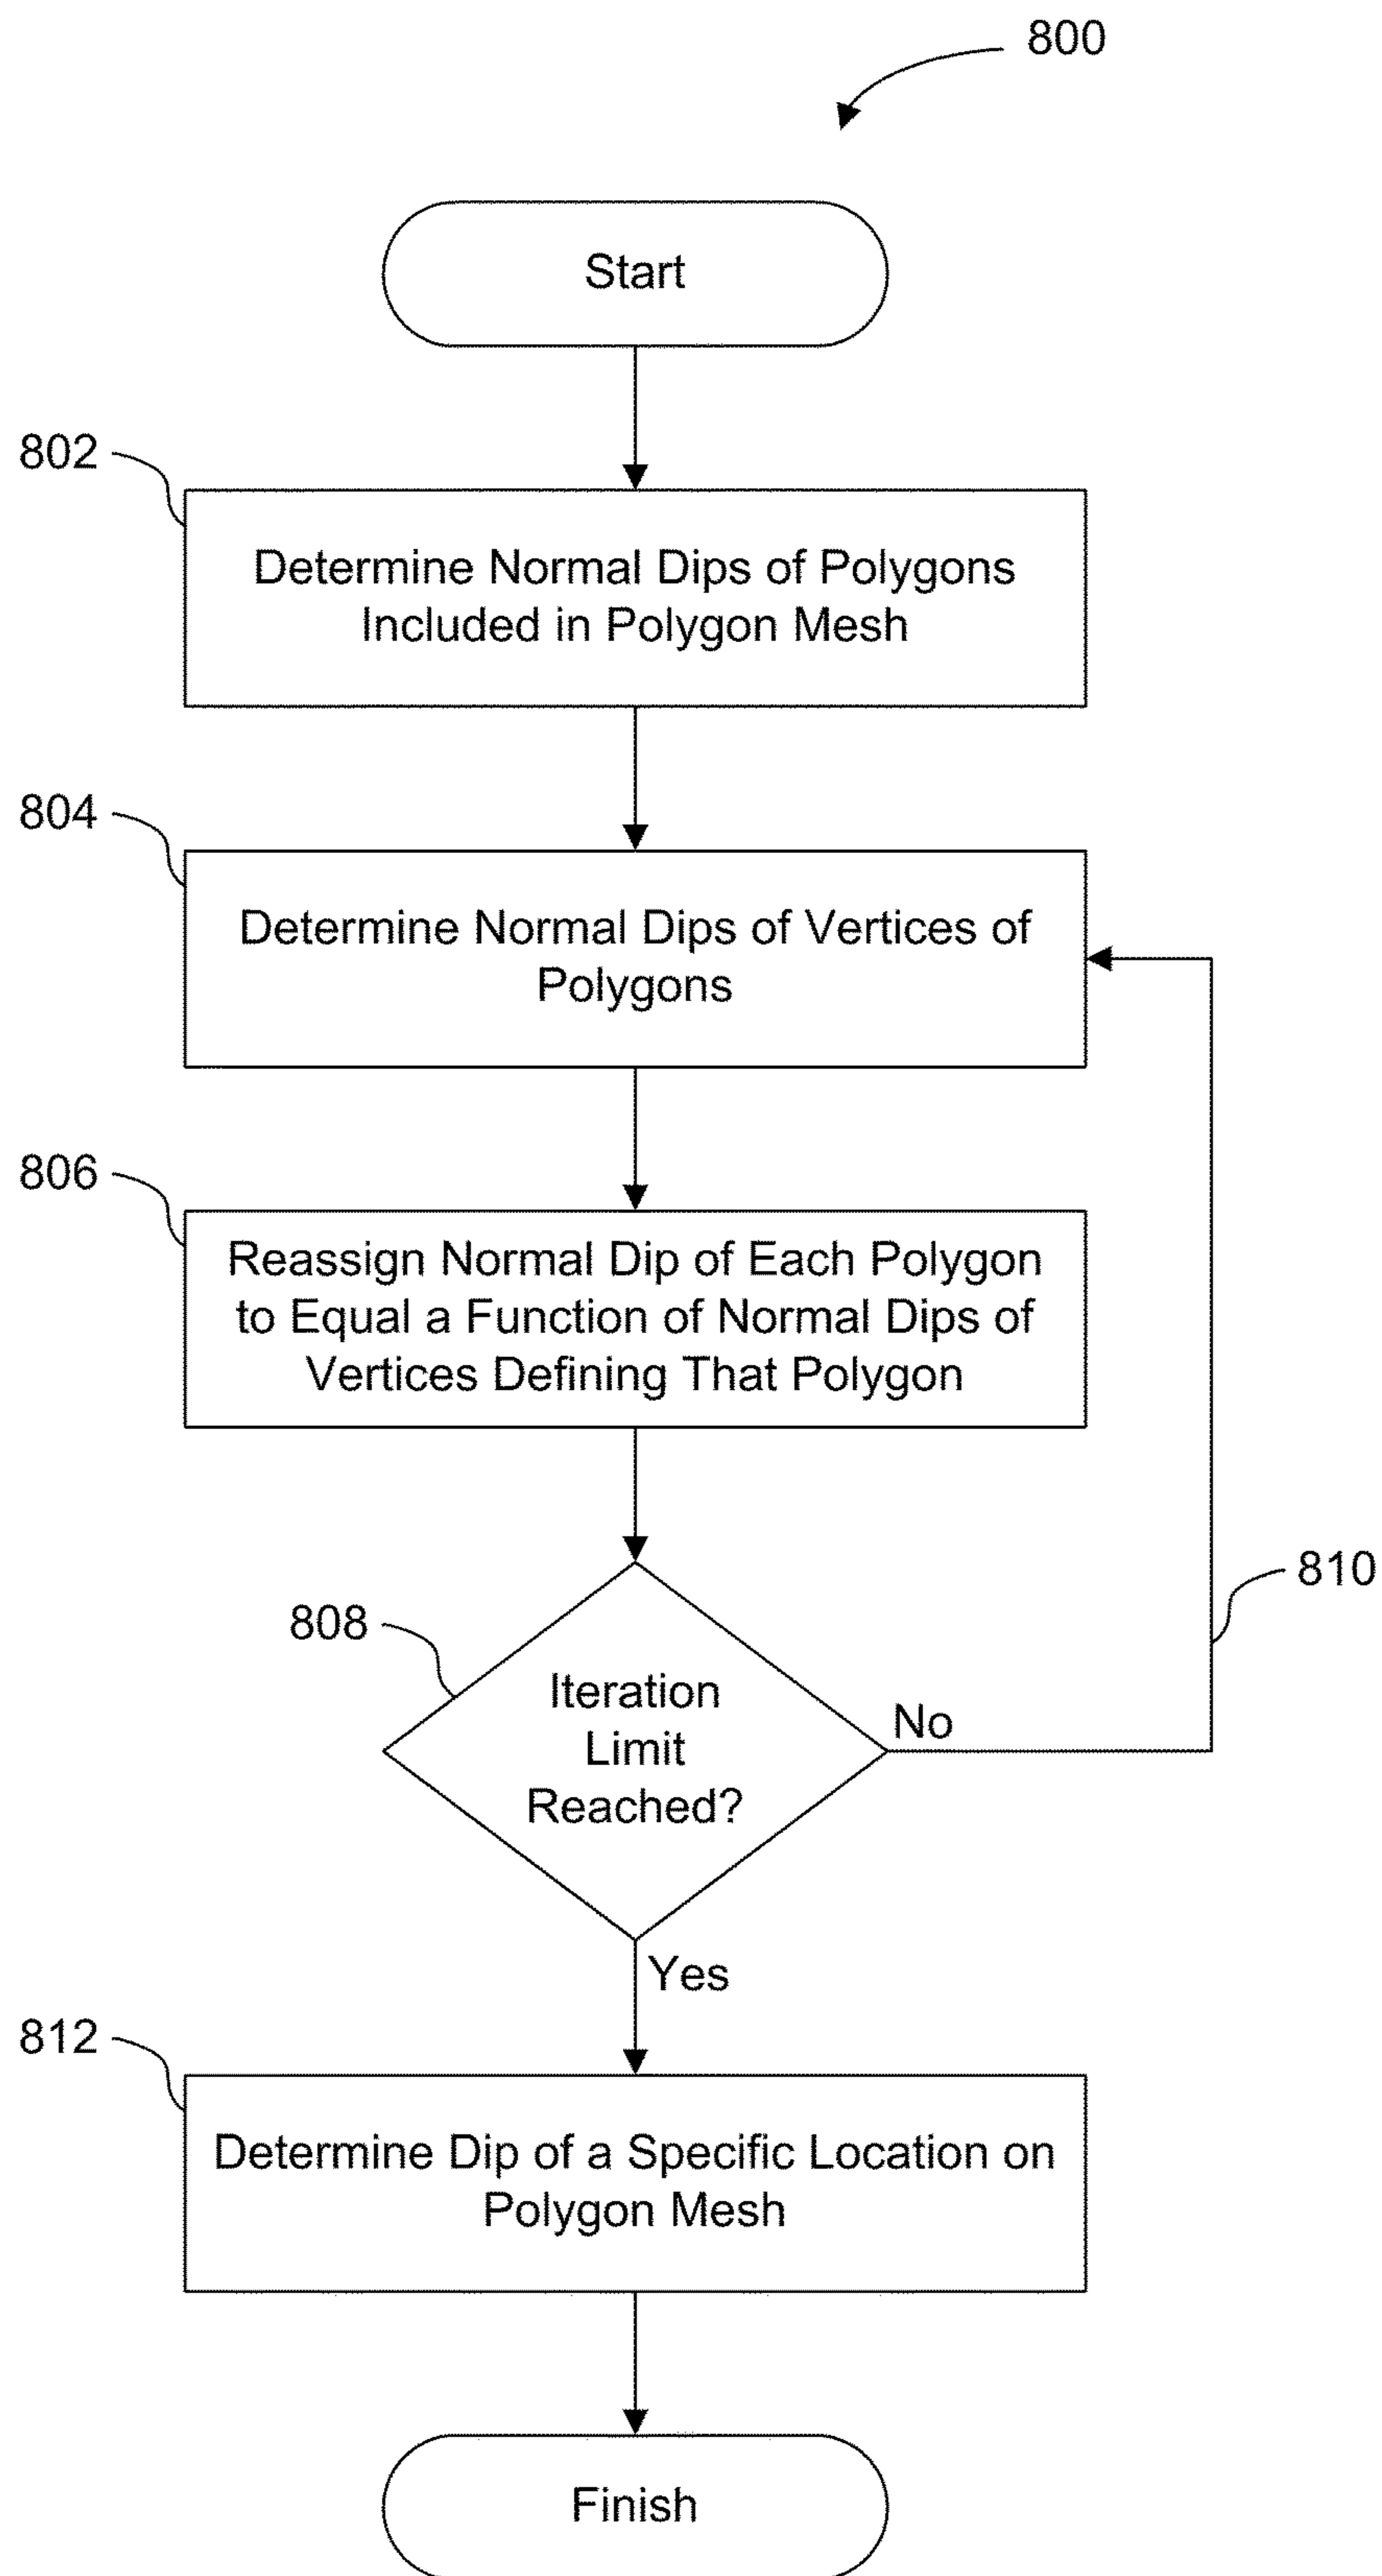 800
Start
802
Determine Normal Dips of Polygons
Included in Polygon Mesh
804
Determine Normal Dips of Vertices of
Polygons
806
Reassign Normal Dip of Each Polygon
to Equal a Function of Normal Dips of
Vertices Defining That Polygon
810
808
Iteration
Limit
Reached?
No
Yes
812
Determine Dip of a Specific Location on
Polygon Mesh
Finish